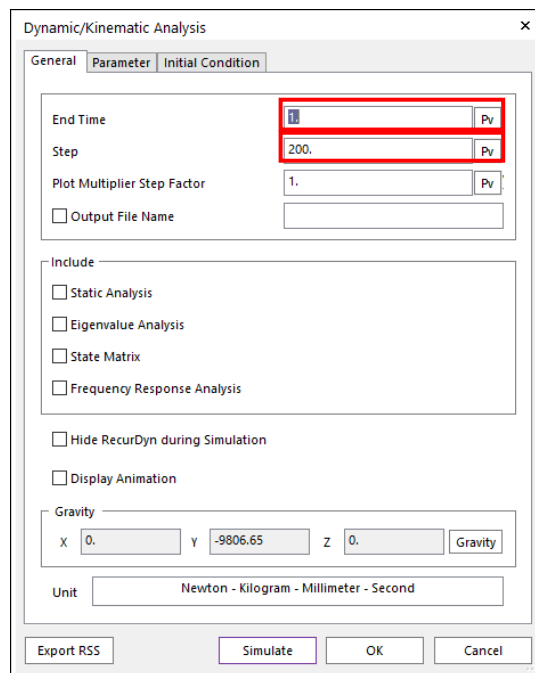 Dynamic/Kinematic Analysis ×
General Parameter Initial Condition
End Time 1. Pv
Step 200. Pv
Plot Multiplier Step Factor 1. Pv
Output File Name
Include
Static Analysis
Eigenvalue Analysis
State Matrix
Frequency Response Analysis
Hide RecurDyn during Simulation
Display Animation
Gravity
X 0. Y -9806.65 Z 0. Gravity
Unit Newton - Kilogram - Millimeter - Second
Export RSS Simulate OK Cancel